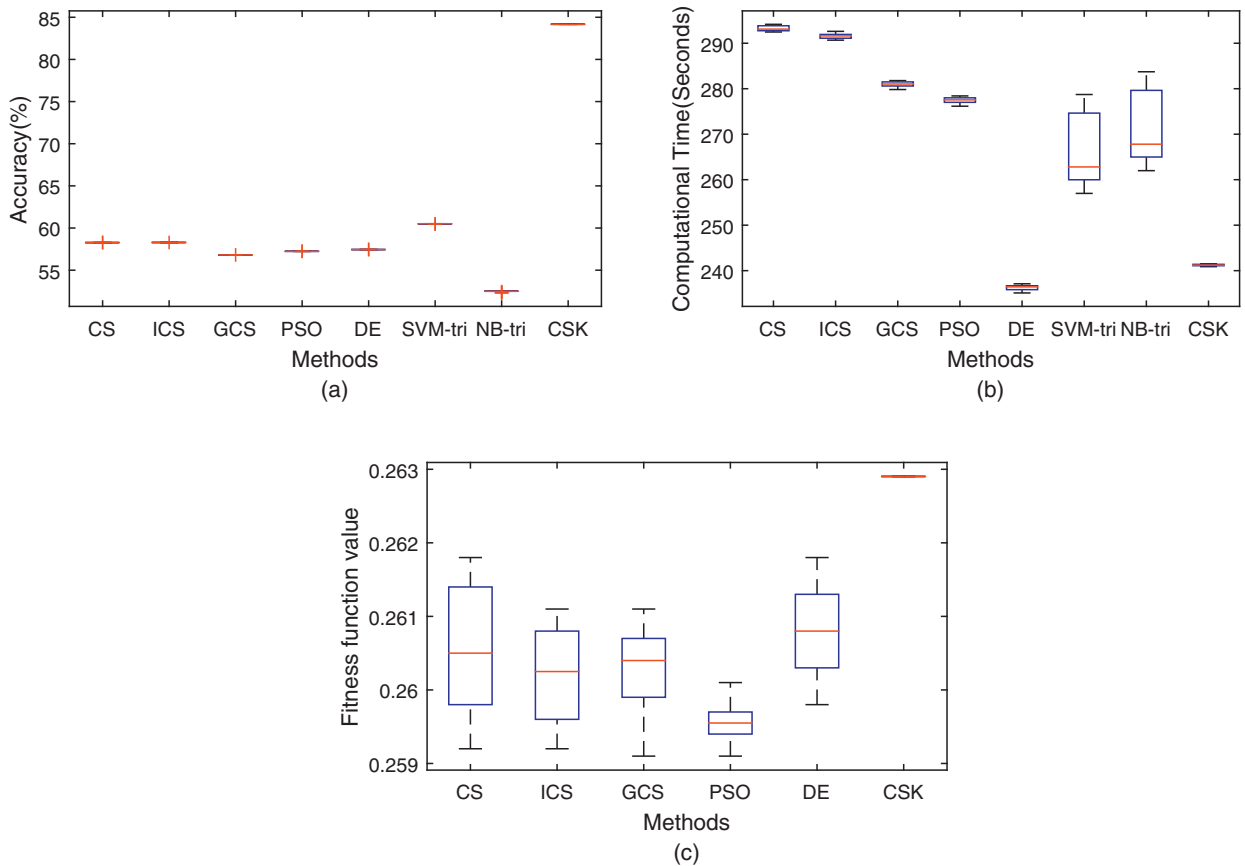 Accuracy(%)
85
80
75
70
65
60
55
CS ICS GCS PSO DE SVM-tri NB-tri CSK
Methods
(a)
Computational Time(Seconds)
290
280
270
260
250
240
CS ICS GCS PSO DE SVM-tri NB-tri CSK
Methods
(b)
Fitness function value
0.263
0.262
0.261
0.26
0.259
CS ICS GCS PSO DE CSK
Methods
(c)